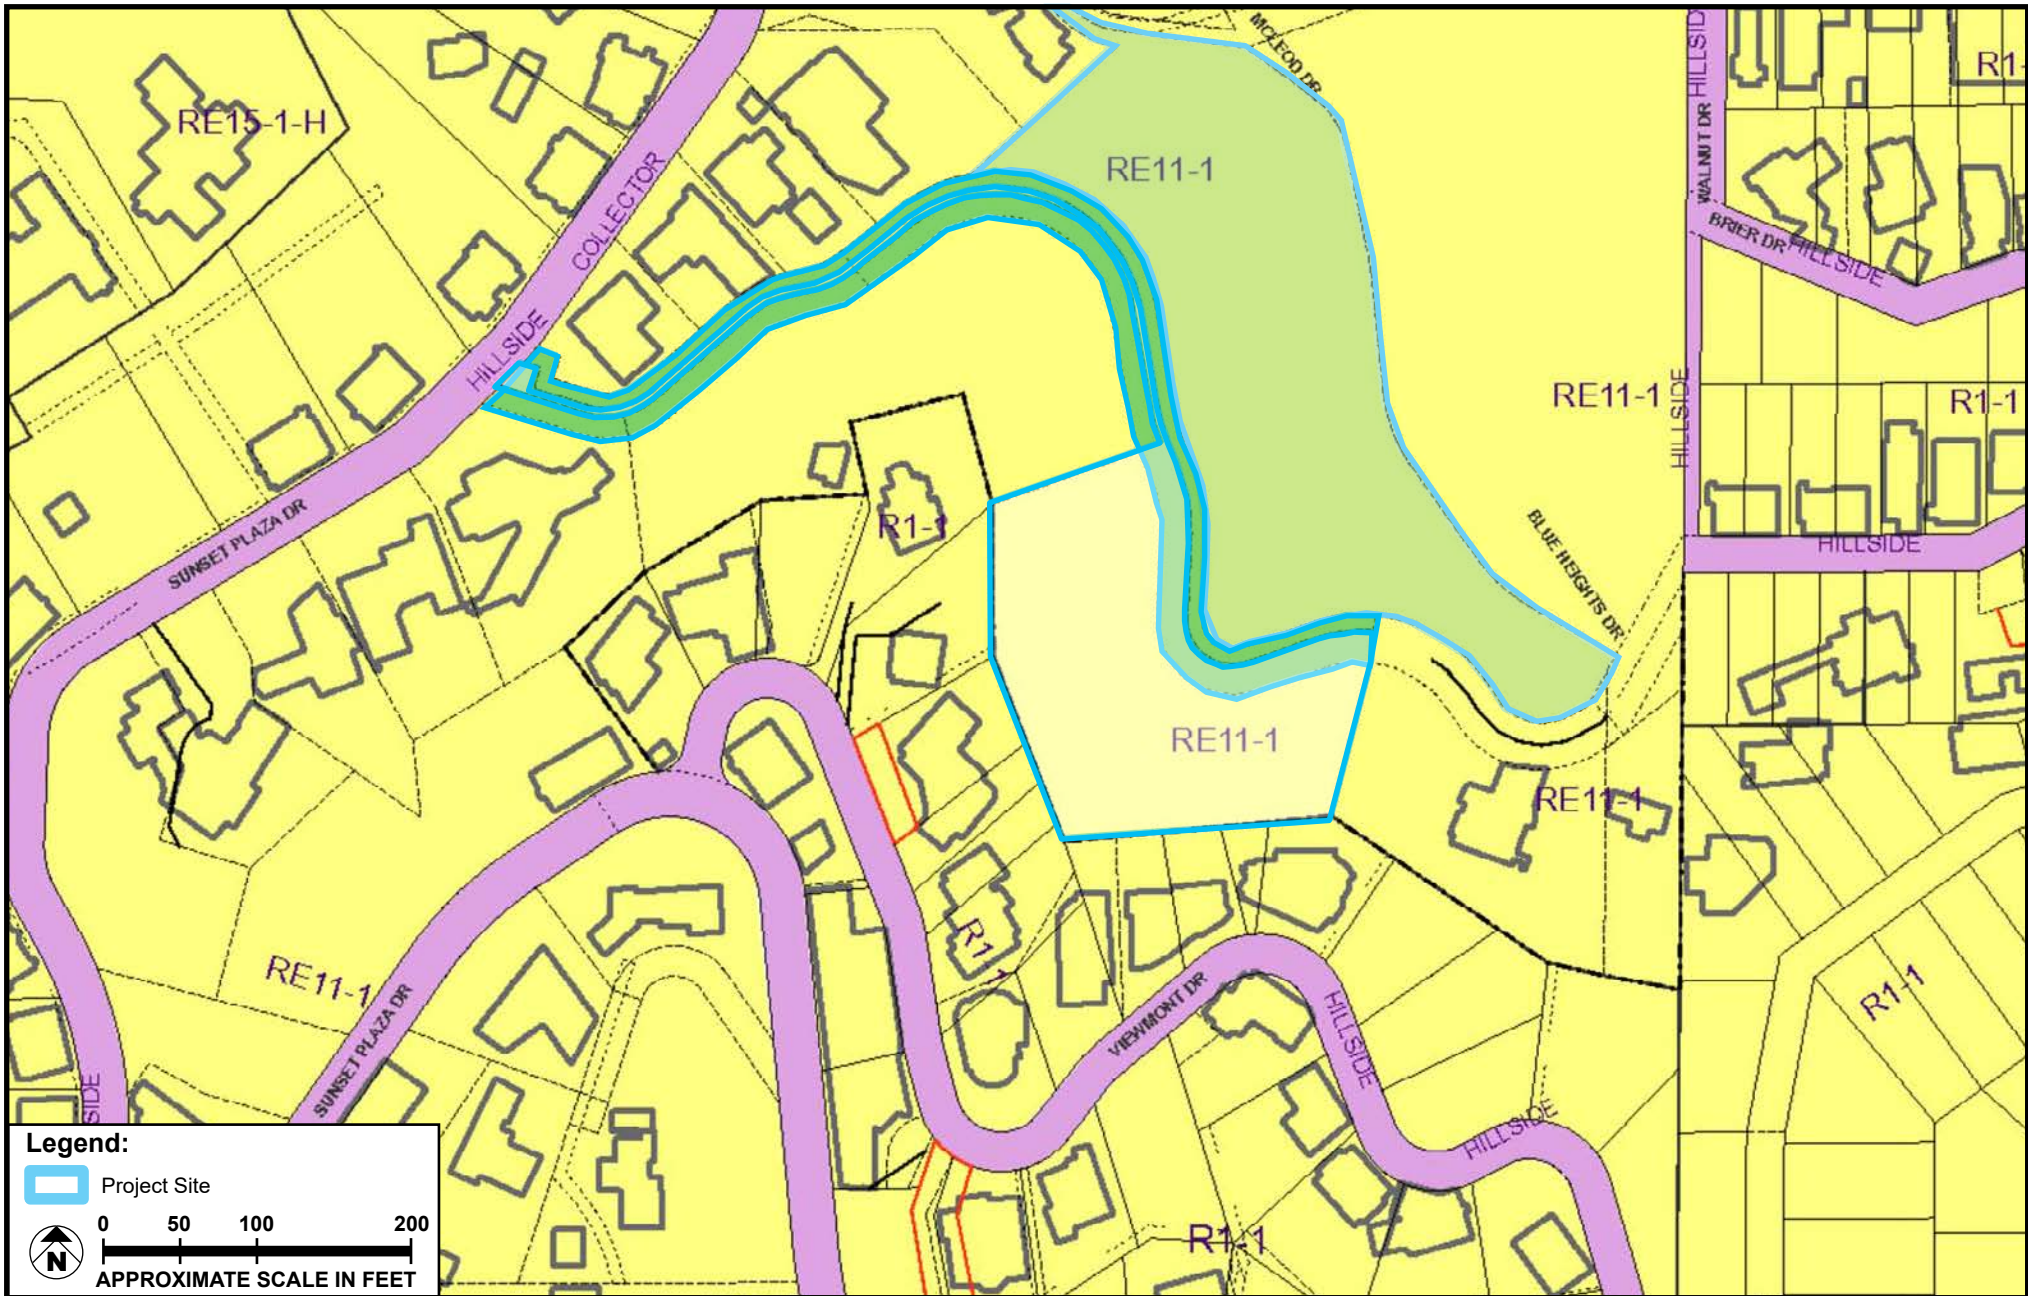 MCLEOD DR
HILLSID
R1-
RE15-1-H
WALNUT DR
RE11-1
COLLECTOR
BRIER DR
HILLSIDE
HILLSIDE
RE11-1
HILLSIDE
R1-1
SUNSET PLAZA DR
R1-1
BLUE HEIGHTS DR
HILLSIDE
RE11-1
RE11-1
RE11-1
R1-1
R1-1
SUNSET PLAZA DR
VIEWMONT DR
HILLSIDE
SIDE
HILLSIDE
R1-1
Legend:
Project Site
0 50 100 200
N
APPROXIMATE SCALE IN FEET